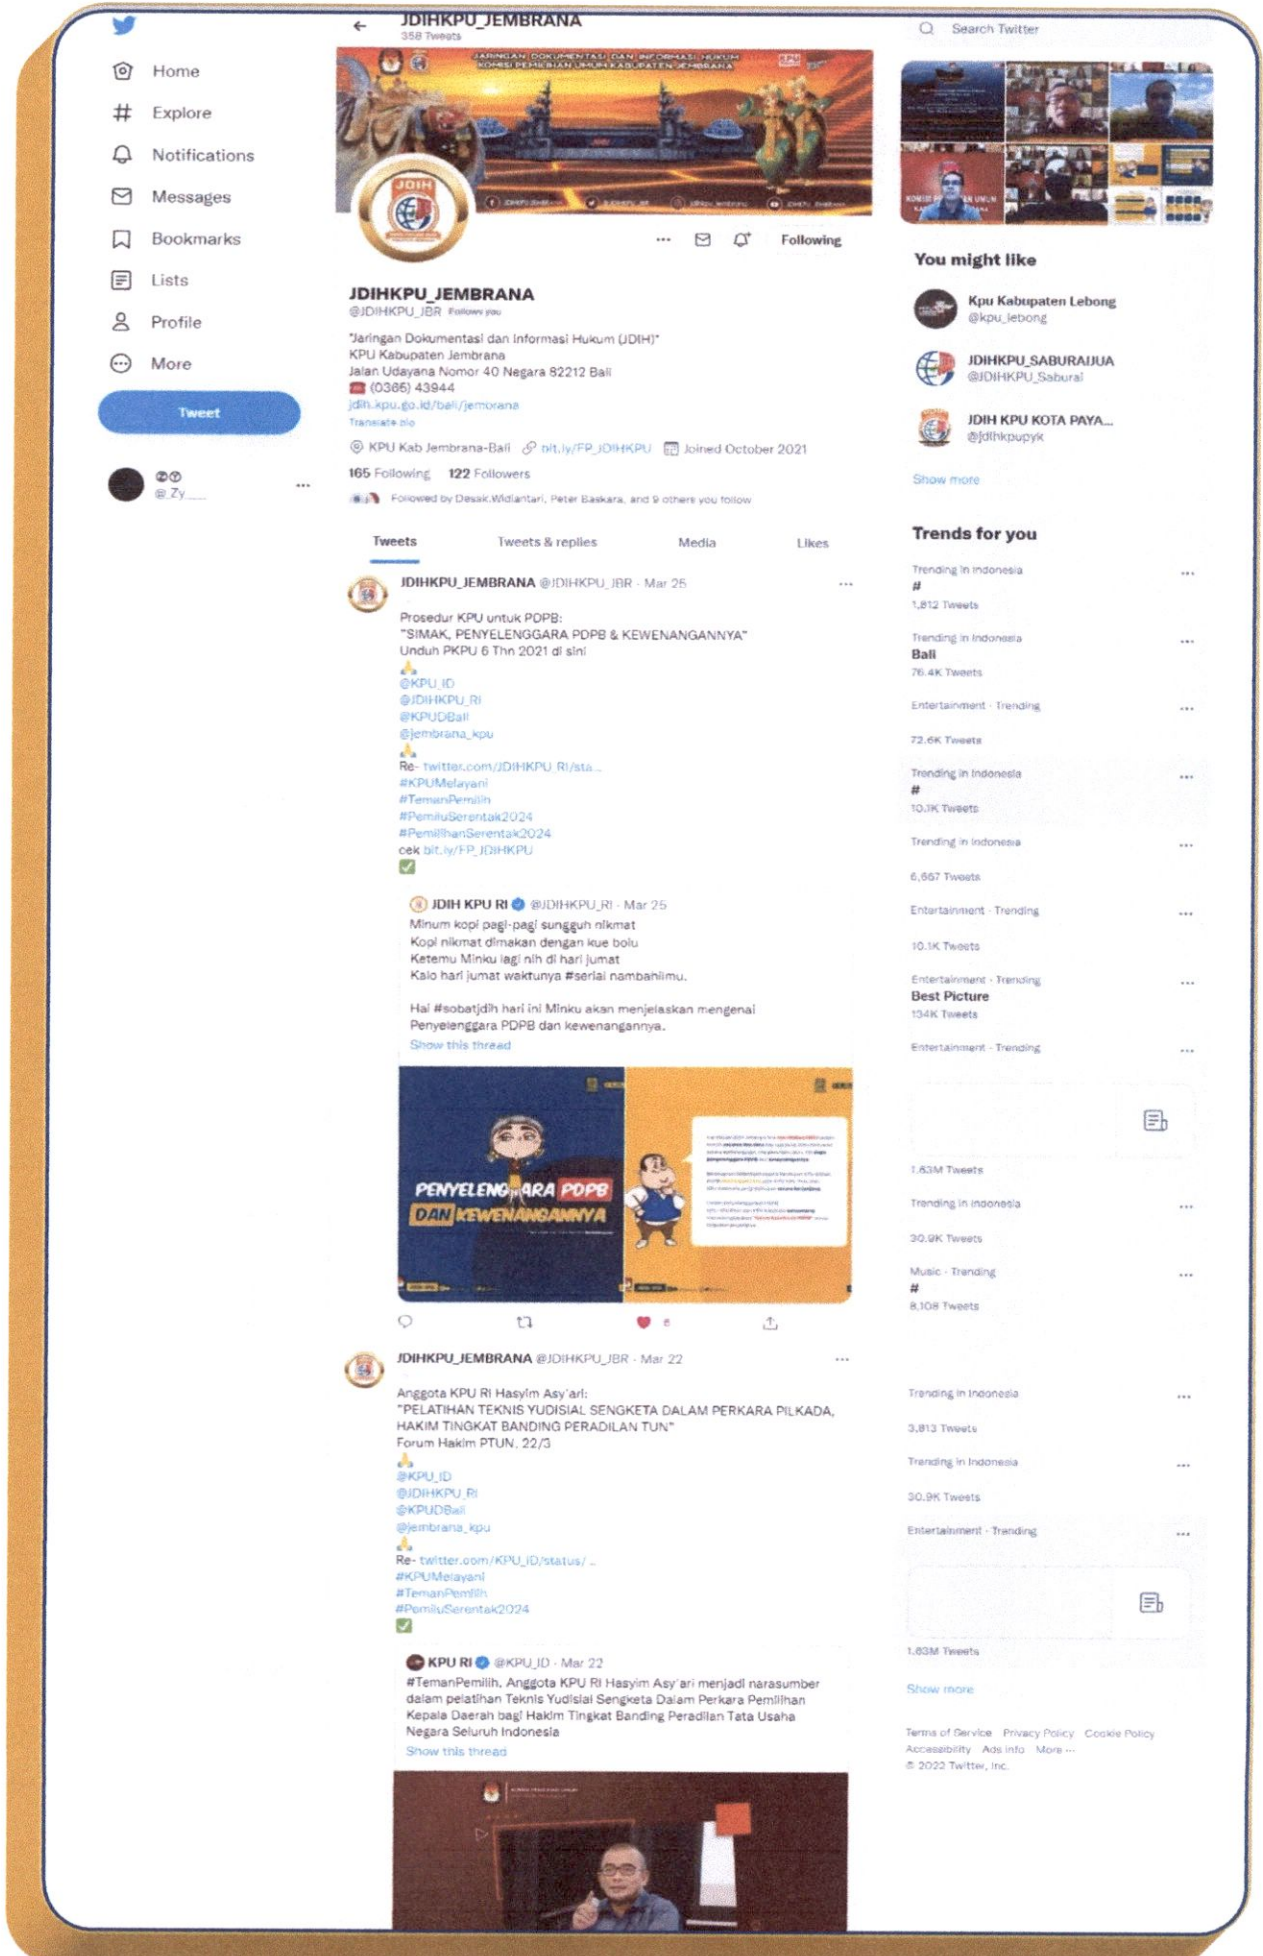 JDIHKPU_JEMBRANA
358 Tweets
Search Twitter
Home
Explore
Notifications
Messages
Bookmarks
Lists
Profile
More
Tweet
@_Zy___
JARINGAN DOKUMENTASI DAN INFORMASI HUKUM
KOMISI PEMILIHAN UMUM KABUPATEN JEMBRANA
JDIH
Following
JDIHKPU_JEMBRANA
@JDIHKPU_JBR Follows you
"Jaringan Dokumentasi dan Informasi Hukum (JDIH)"
KPU Kabupaten Jembrana
Jalan Udayana Nomor 40 Negara 82212 Bali
☎ (0365) 43944
jdih.kpu.go.id/bali/jembrana
Translate bio
KPU Kab Jembrana-Bali bit.ly/FP_JDIHKPU Joined October 2021
165 Following 122 Followers
Followed by Desak.Widiantari, Peter Baskara, and 9 others you follow
Tweets Tweets & replies Media Likes
JDIHKPU_JEMBRANA @JDIHKPU_JBR · Mar 25
Prosedur KPU untuk PDPB:
"SIMAK, PENYELENGGARA PDPB & KEWENANGANNYA"
Unduh PKPU 6 Thn 2021 di sini
🙏
@KPU_ID
@JDIHKPU_RI
@KPUDBali
@jembrana_kpu
🙏
Re- twitter.com/JDIHKPU_RI/sta...
#KPUMelayani
#TemanPemilih
#PemiluSerentak2024
#PemilihanSerentak2024
cek bit.ly/FP_JDIHKPU
✅
JDIH KPU RI @JDIHKPU_RI · Mar 25
Minum kopi pagi-pagi sungguh nikmat
Kopi nikmat dimakan dengan kue bolu
Ketemu Minku lagi nih di hari jumat
Kalo hari jumat waktunya #serial nambahilmu.
Hai #sobatjdih hari ini Minku akan menjelaskan mengenai
Penyelenggara PDPB dan kewenangannya.
Show this thread
PENYELENGGARA PDPB
DAN KEWENANGANNYA
6
JDIHKPU_JEMBRANA @JDIHKPU_JBR · Mar 22
Anggota KPU RI Hasyim Asy'ari:
"PELATIHAN TEKNIS YUDISIAL SENGKETA DALAM PERKARA PILKADA,
HAKIM TINGKAT BANDING PERADILAN TUN"
Forum Hakim PTUN, 22/3
🙏
@KPU_ID
@JDIHKPU_RI
@KPUDBali
@jembrana_kpu
🙏
Re- twitter.com/KPU_ID/status/ ...
#KPUMelayani
#TemanPemilih
#PemiluSerentak2024
✅
KPU RI @KPU_ID · Mar 22
#TemanPemilih, Anggota KPU RI Hasyim Asy'ari menjadi narasumber
dalam pelatihan Teknis Yudisial Sengketa Dalam Perkara Pemilihan
Kepala Daerah bagi Hakim Tingkat Banding Peradilan Tata Usaha
Negara Seluruh Indonesia
Show this thread
You might like
Kpu Kabupaten Lebong
@kpu_lebong
JDIHKPU_SABURAIJUA
@JDIHKPU_Saburai
JDIH KPU KOTA PAYA...
@jdihkpupyk
Show more
Trends for you
Trending in Indonesia
#
1,812 Tweets
Trending in Indonesia
Bali
76.4K Tweets
Entertainment · Trending
72.6K Tweets
Trending in Indonesia
#
10.1K Tweets
Trending in Indonesia
6,667 Tweets
Entertainment · Trending
10.1K Tweets
Entertainment · Trending
Best Picture
134K Tweets
Entertainment · Trending
1.63M Tweets
Trending in Indonesia
30.9K Tweets
Music · Trending
#
8,108 Tweets
Trending in Indonesia
3,813 Tweets
Trending in Indonesia
30.9K Tweets
Entertainment · Trending
1.63M Tweets
Show more
Terms of Service Privacy Policy Cookie Policy
Accessibility Ads info More ···
© 2022 Twitter, Inc.